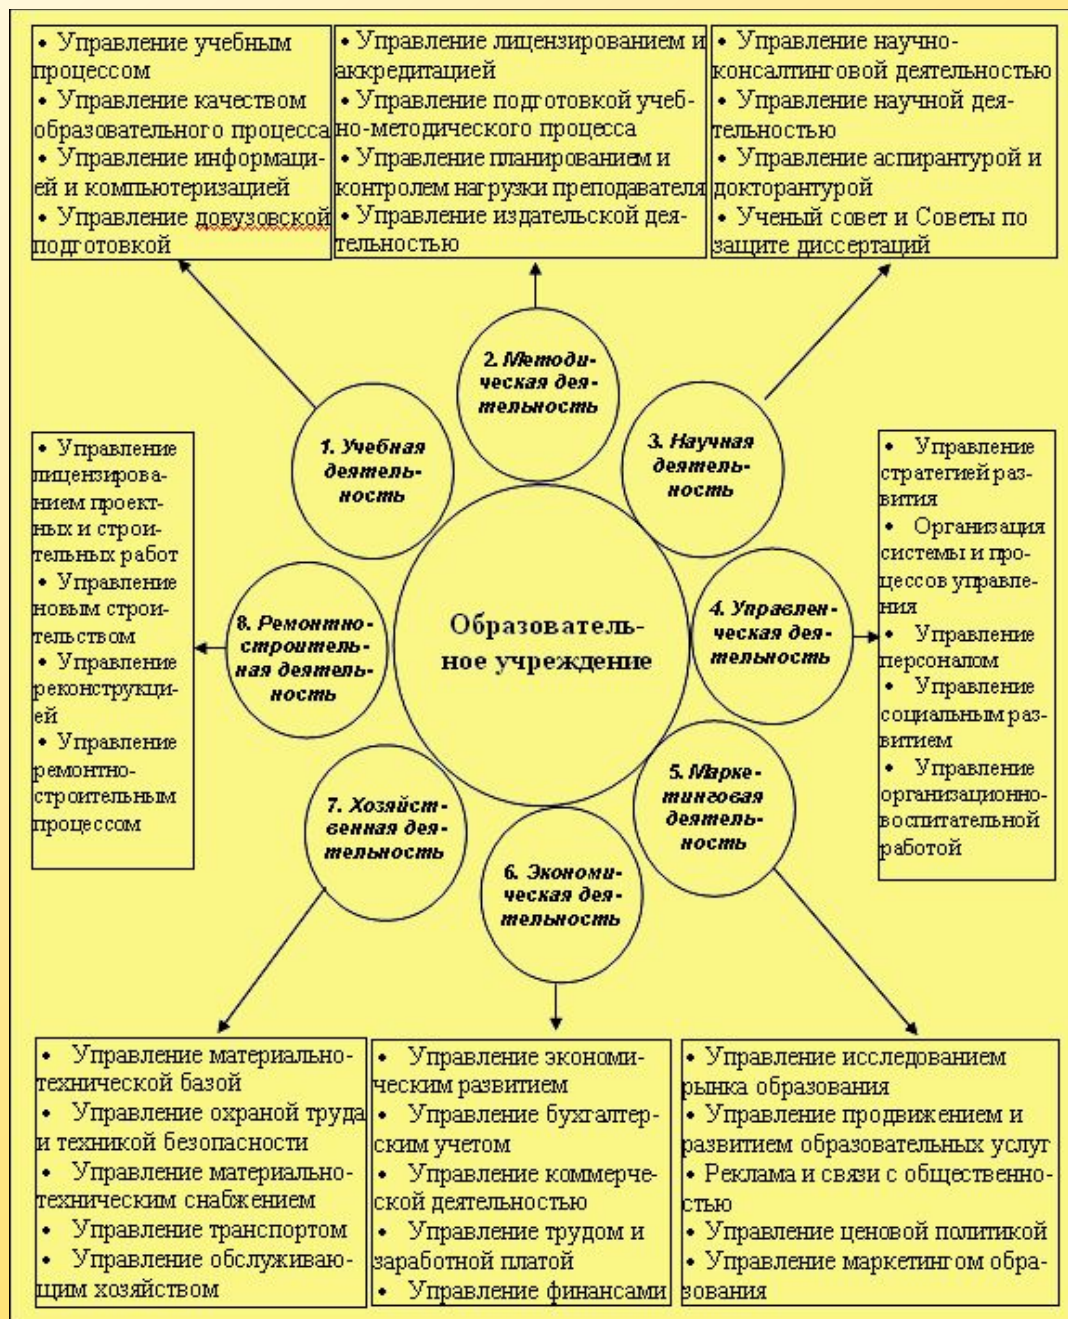 • Управление учебным
процессом
• Управление качеством
образовательного процесса
• Управление информаци-
ей и компьютеризацией
• Управление довузовской
подготовкой
• Управление лицензированием и
аккредитацией
• Управление подготовкой учеб-
но-методического процесса
• Управление планированием и
контролем нагрузки преподавателя
• Управление издательской дея-
тельностью
• Управление научно-
консалтинговой деятельностью
• Управление научной дея-
тельностью
• Управление аспирантурой и
докторантурой
• Ученый совет и Советы по
защите диссертаций
1. Учебная
деятель-
ность
2. Методи-
ческая дея-
тельность
3. Научная
деятель-
ность
• Управление
лицензирова-
нием проект-
ных и строи-
тельных работ
• Управление
новым строи-
тельством
• Управление
реконструкци-
ей
• Управление
ремонтно-
строительным
процессом
8. Ремонтно-
строитель-
ная деятель-
ность
Образователь-
ное учреждение
4. Управлен-
ческая дея-
тельность
• Управление
стратегией раз-
вития
• Организация
системы и про-
цессов управле-
ния
• Управление
персоналом
• Управление
социальным раз-
витием
• Управление
организационно-
воспитательной
работой
7. Хозяйст-
венная дея-
тельность
6. Экономи-
ческая дея-
тельность
5. Марке-
тинговая
деятель-
ность
• Управление материально-
технической базой
• Управление охраной труда
и техникой безопасности
• Управление материально-
техническим снабжением
• Управление транспортом
• Управление обслуживаю-
щим хозяйством
• Управление экономи-
ческим развитием
• Управление бухгалтер-
ским учетом
• Управление коммерче-
ской деятельностью
• Управление трудом и
заработной платой
• Управление финансами
• Управление исследованием
рынка образования
• Управление продвижением и
развитием образовательных услуг
• Реклама и связи с общественно-
стью
• Управление ценовой политикой
• Управление маркетингом обра-
зования